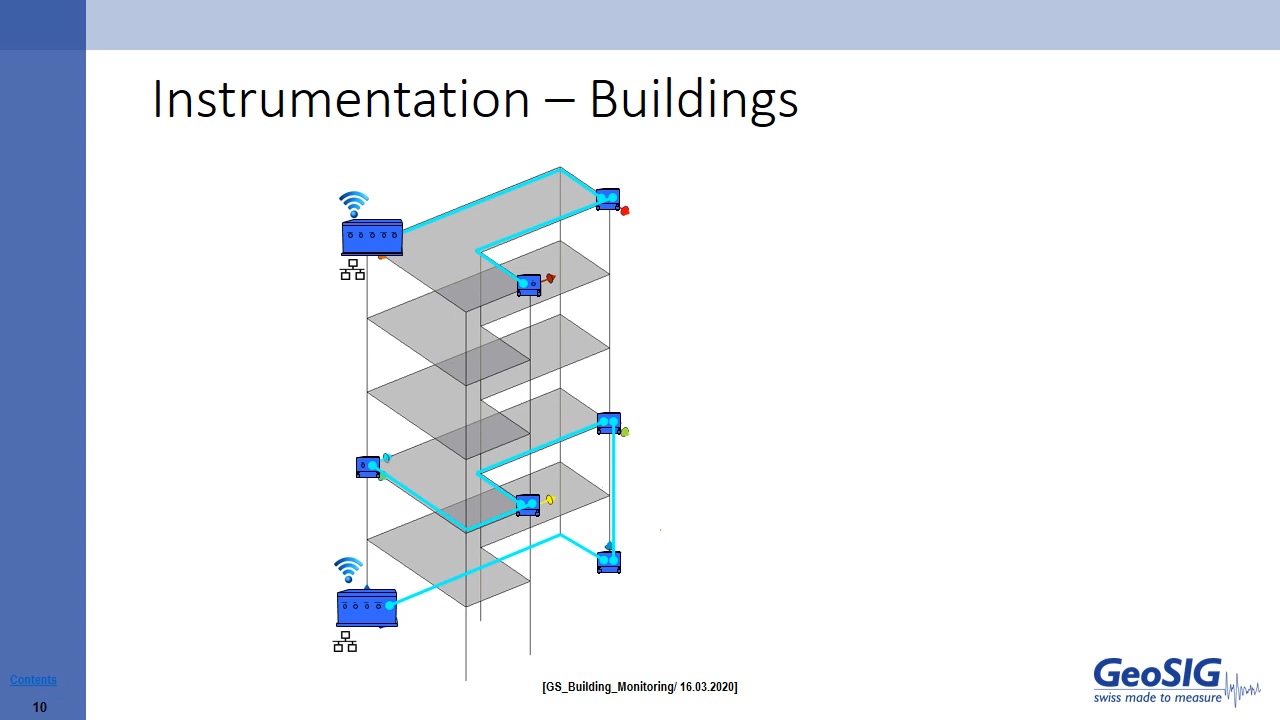 Instrumentation – Buildings
Contents
10
[GS_Building_Monitoring/ 16.03.2020]
GeoSIG
swiss made to measure